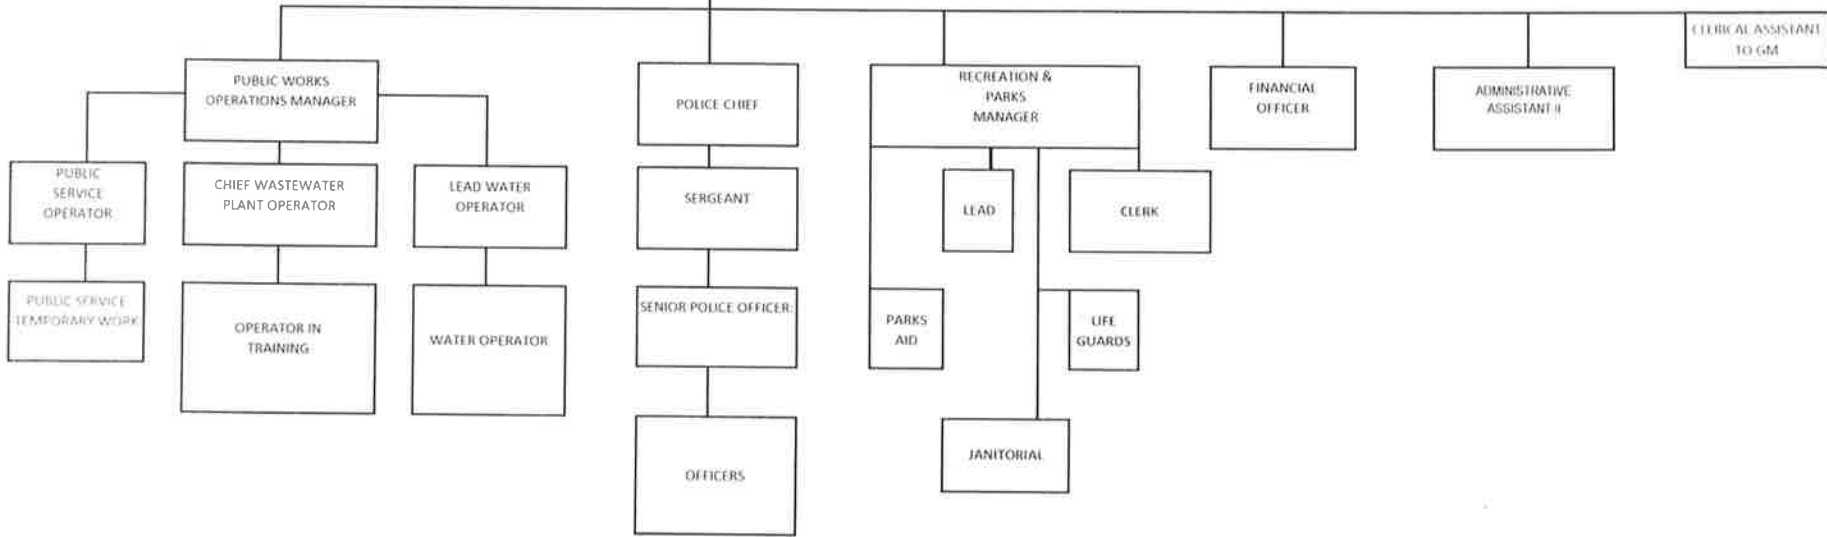 CLERICAL ASSISTANT
TO GM
PUBLIC WORKS
OPERATIONS MANAGER
POLICE CHIEF
RECREATION &
PARKS
MANAGER
FINANCIAL
OFFICER
ADMINISTRATIVE
ASSISTANT II
PUBLIC
SERVICE
OPERATOR
CHIEF WASTEWATER
PLANT OPERATOR
LEAD WATER
OPERATOR
SERGEANT
LEAD
CLERK
PUBLIC SERVICE
TEMPORARY WORK
OPERATOR IN
TRAINING
WATER OPERATOR
SENIOR POLICE OFFICER:
PARKS
AID
LIFE
GUARDS
OFFICERS
JANITORIAL